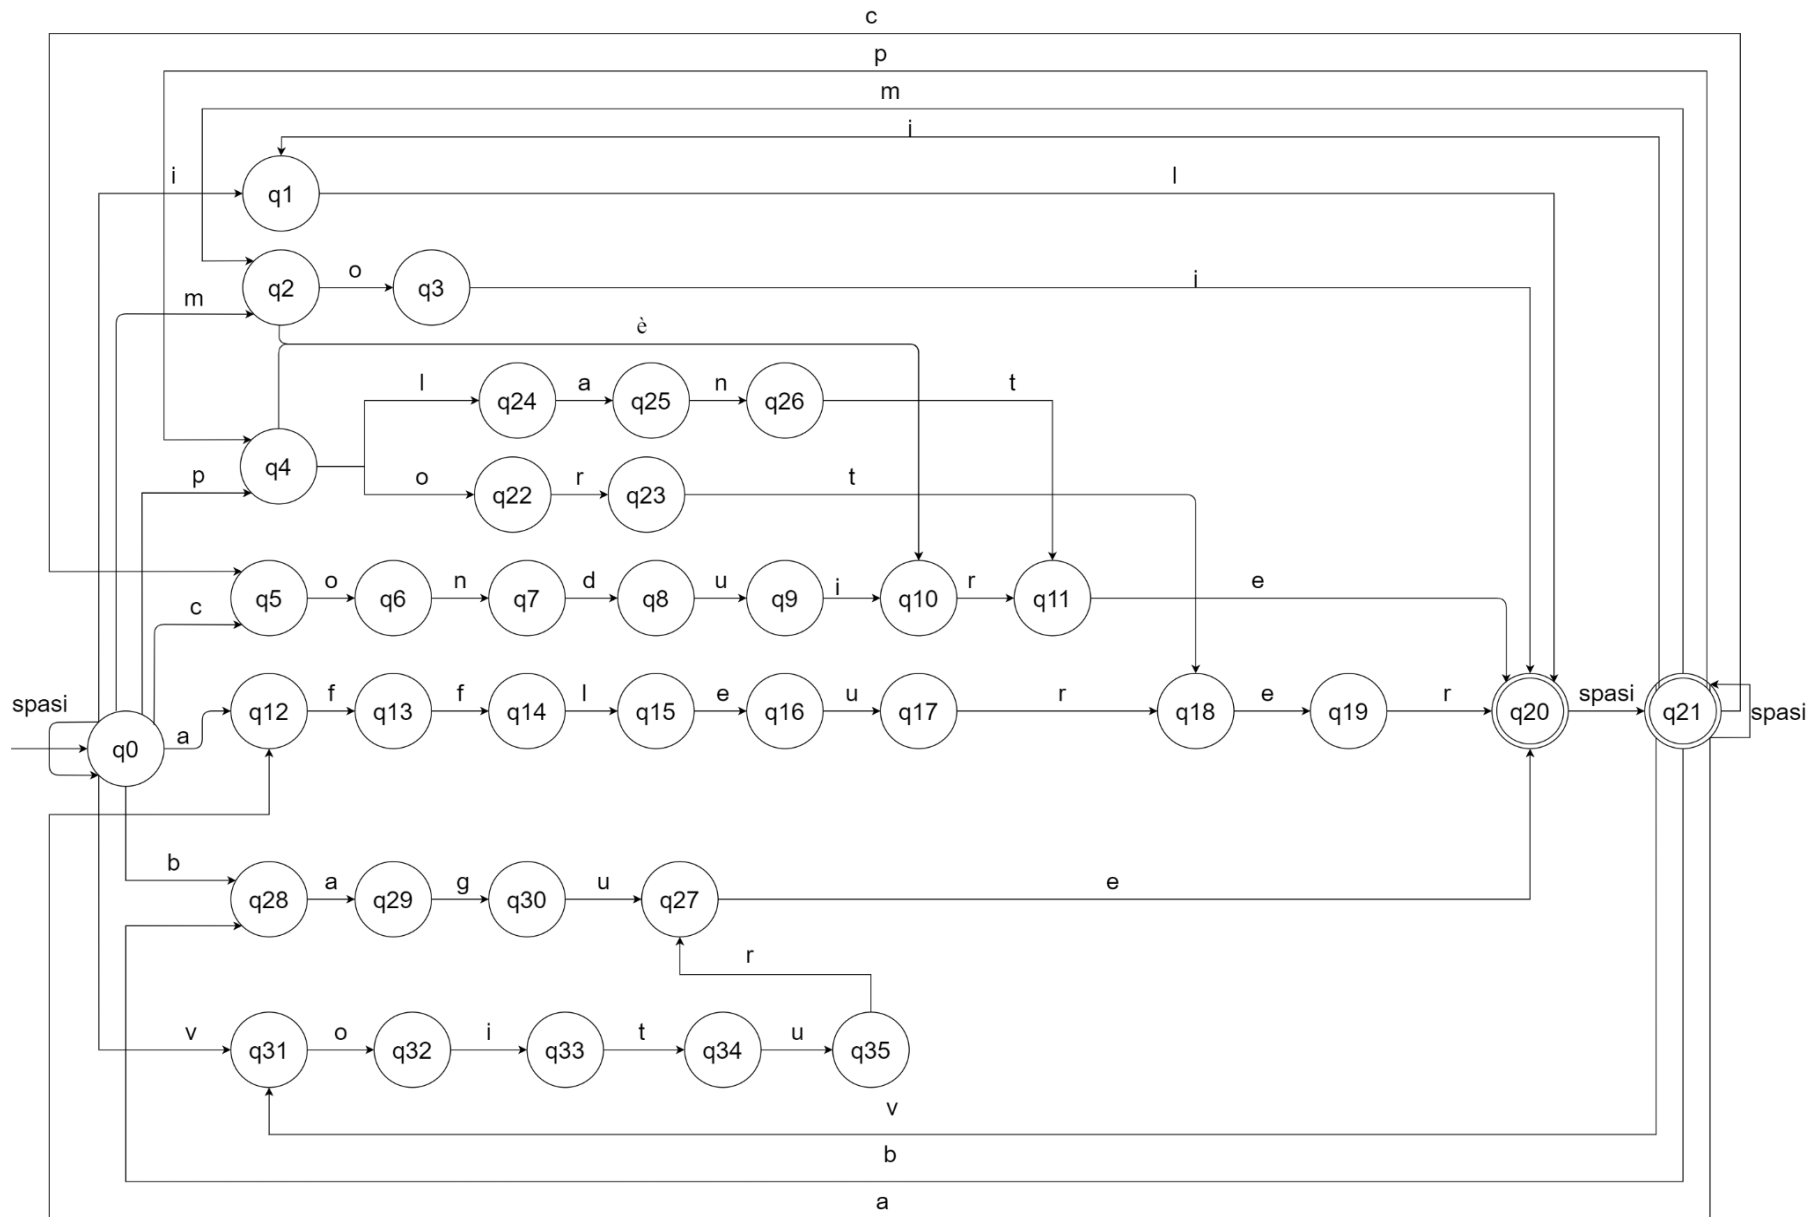 c
p
m
i
i
q1
l
q2
o
q3
i
m
è
l
q24
a
q25
n
q26
t
q4
p
o
q22
r
q23
t
q5
o
q6
n
q7
d
q8
u
q9
i
q10
r
q11
e
c
spasi
q0
a
q12
f
q13
f
q14
l
q15
e
q16
u
q17
r
q18
e
q19
r
q20
spasi
q21
spasi
b
q28
a
q29
g
q30
u
q27
e
r
v
q31
o
q32
i
q33
t
q34
u
q35
v
b
a